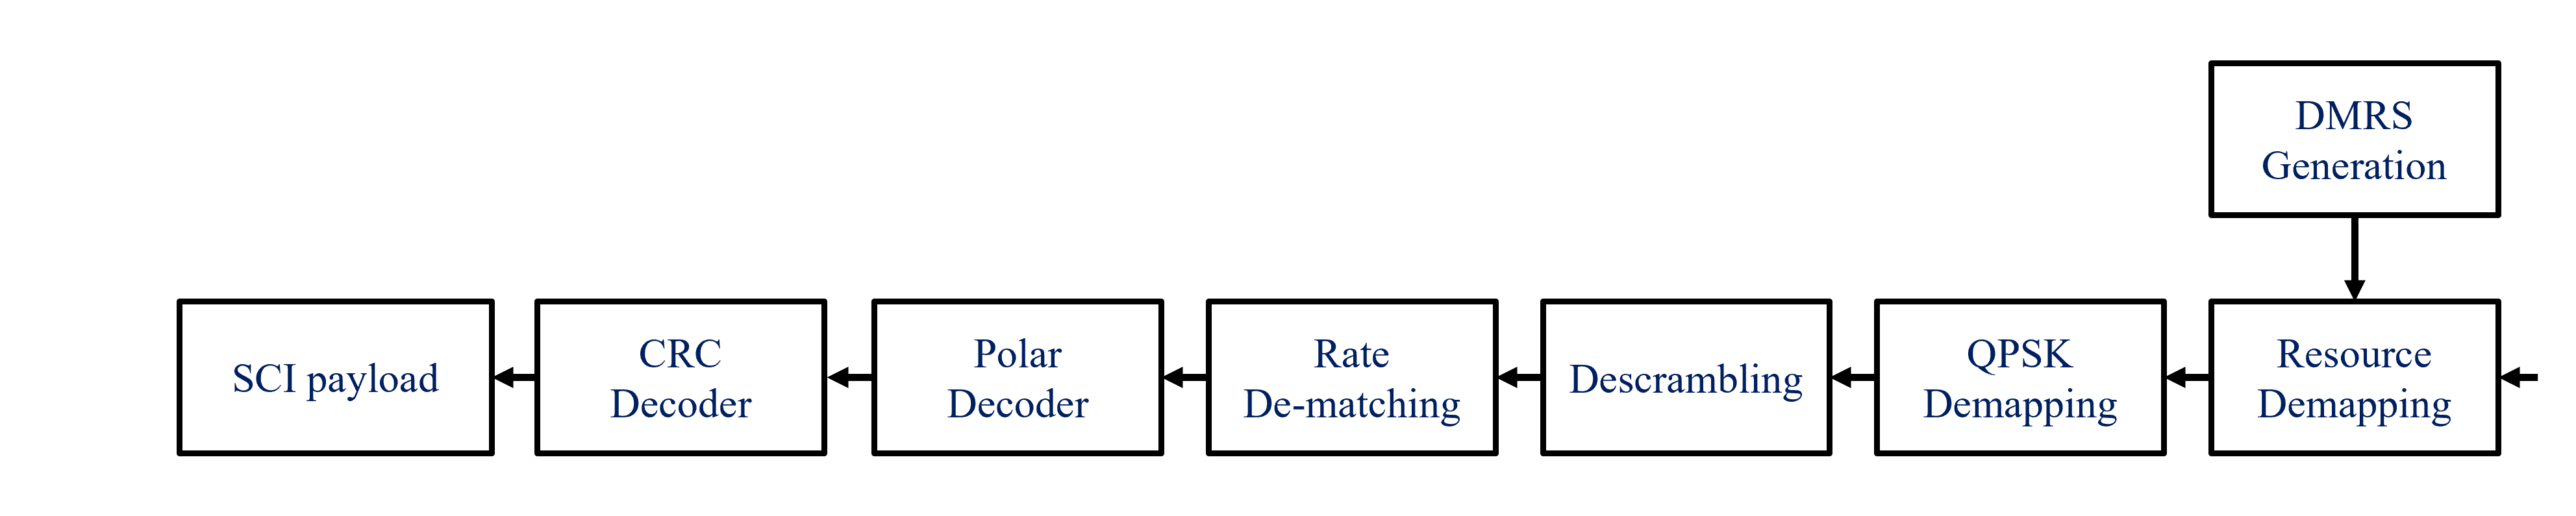 DMRS
Generation
SCI payload
CRC
Decoder
Polar
Decoder
Rate
De-matching
Descrambling
QPSK
Demapping
Resource
Demapping